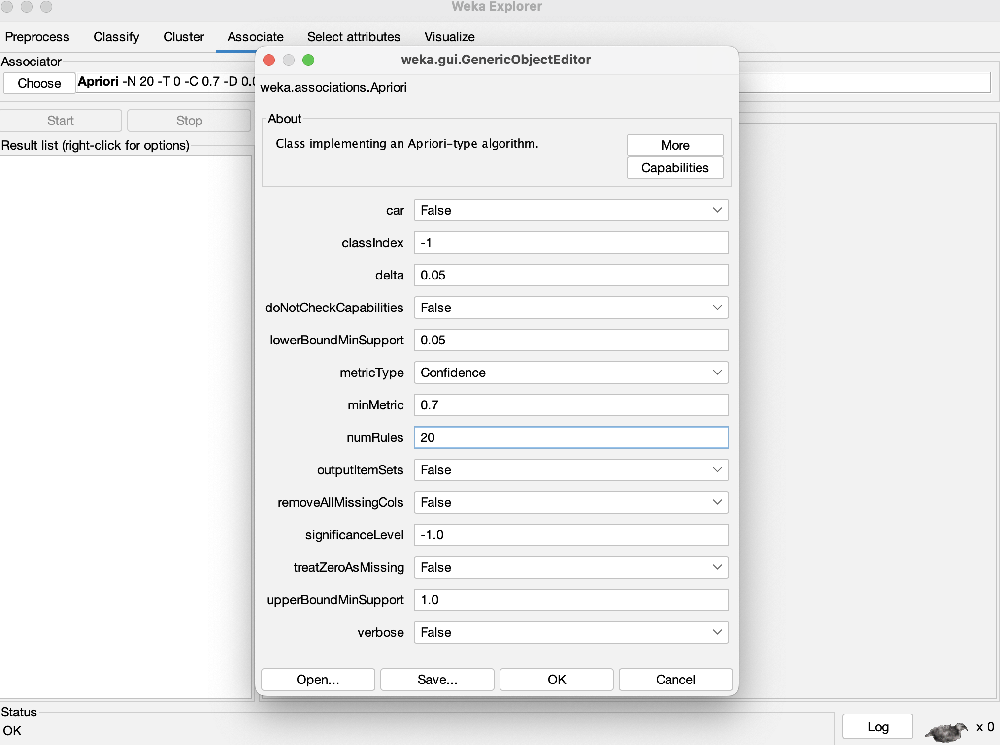 Weka Explorer
Preprocess Classify Cluster Associate Select attributes Visualize
Associator
Choose Apriori -N 20 -T 0 -C 0.7 -D 0.0
Start Stop
Result list (right-click for options)
weka.gui.GenericObjectEditor
weka.associations.Apriori
About
Class implementing an Apriori-type algorithm.
More
Capabilities
car False
classIndex -1
delta 0.05
doNotCheckCapabilities False
lowerBoundMinSupport 0.05
metricType Confidence
minMetric 0.7
numRules 20
outputItemSets False
removeAllMissingCols False
significanceLevel -1.0
treatZeroAsMissing False
upperBoundMinSupport 1.0
verbose False
Open... Save... OK Cancel
Status
OK
Log x 0